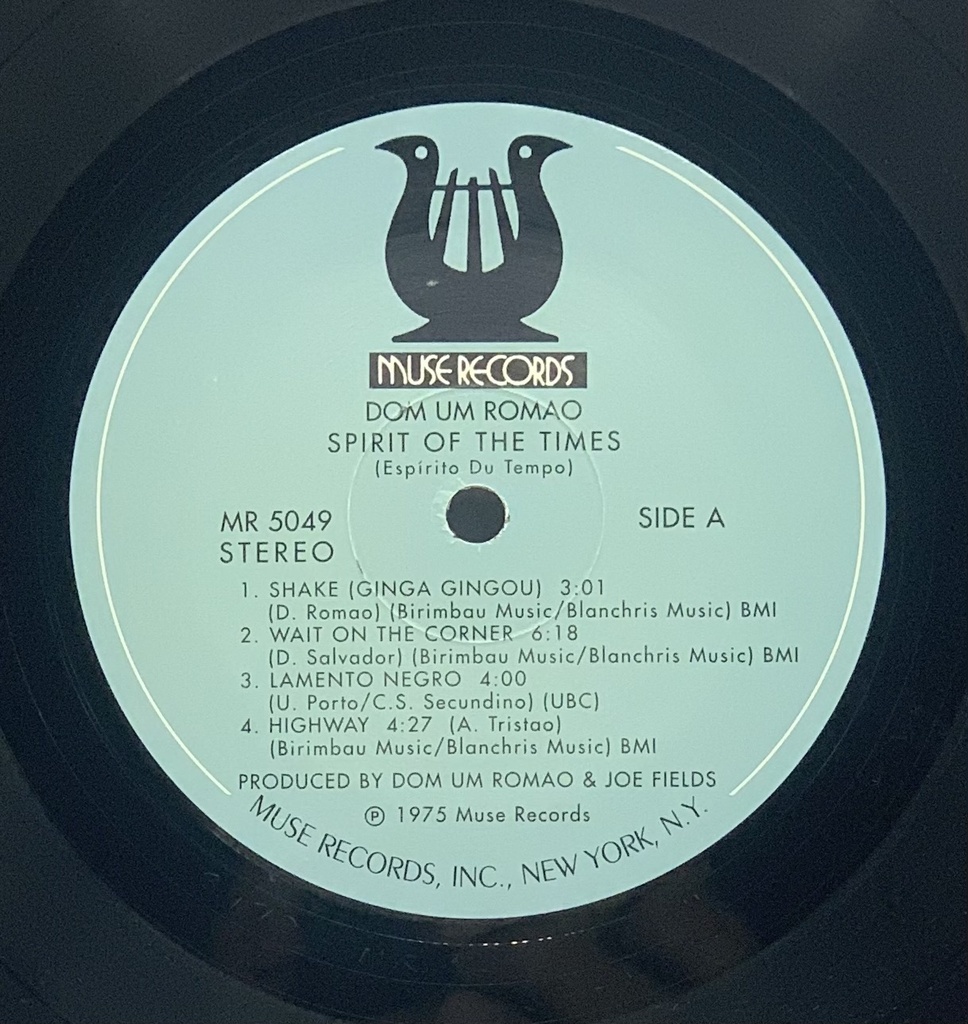 MUSE RECORDS
DOM UM ROMAO
SPIRIT OF THE TIMES
(Espírito Du Tempo)
MR 5049
STEREO
SIDE A
1. SHAKE (GINGA GINGOU) 3:01
(D. Romao) (Birimbau Music/Blanchris Music) BMI
2. WAIT ON THE CORNER 6:18
(D. Salvador) (Birimbau Music/Blanchris Music) BMI
3. LAMENTO NEGRO 4:00
(U. Porto/C.S. Secundino) (UBC)
4. HIGHWAY 4:27 (A. Tristao)
(Birimbau Music/Blanchris Music) BMI
PRODUCED BY DOM UM ROMAO & JOE FIELDS
℗ 1975 Muse Records
MUSE RECORDS, INC., NEW YORK, N.Y.